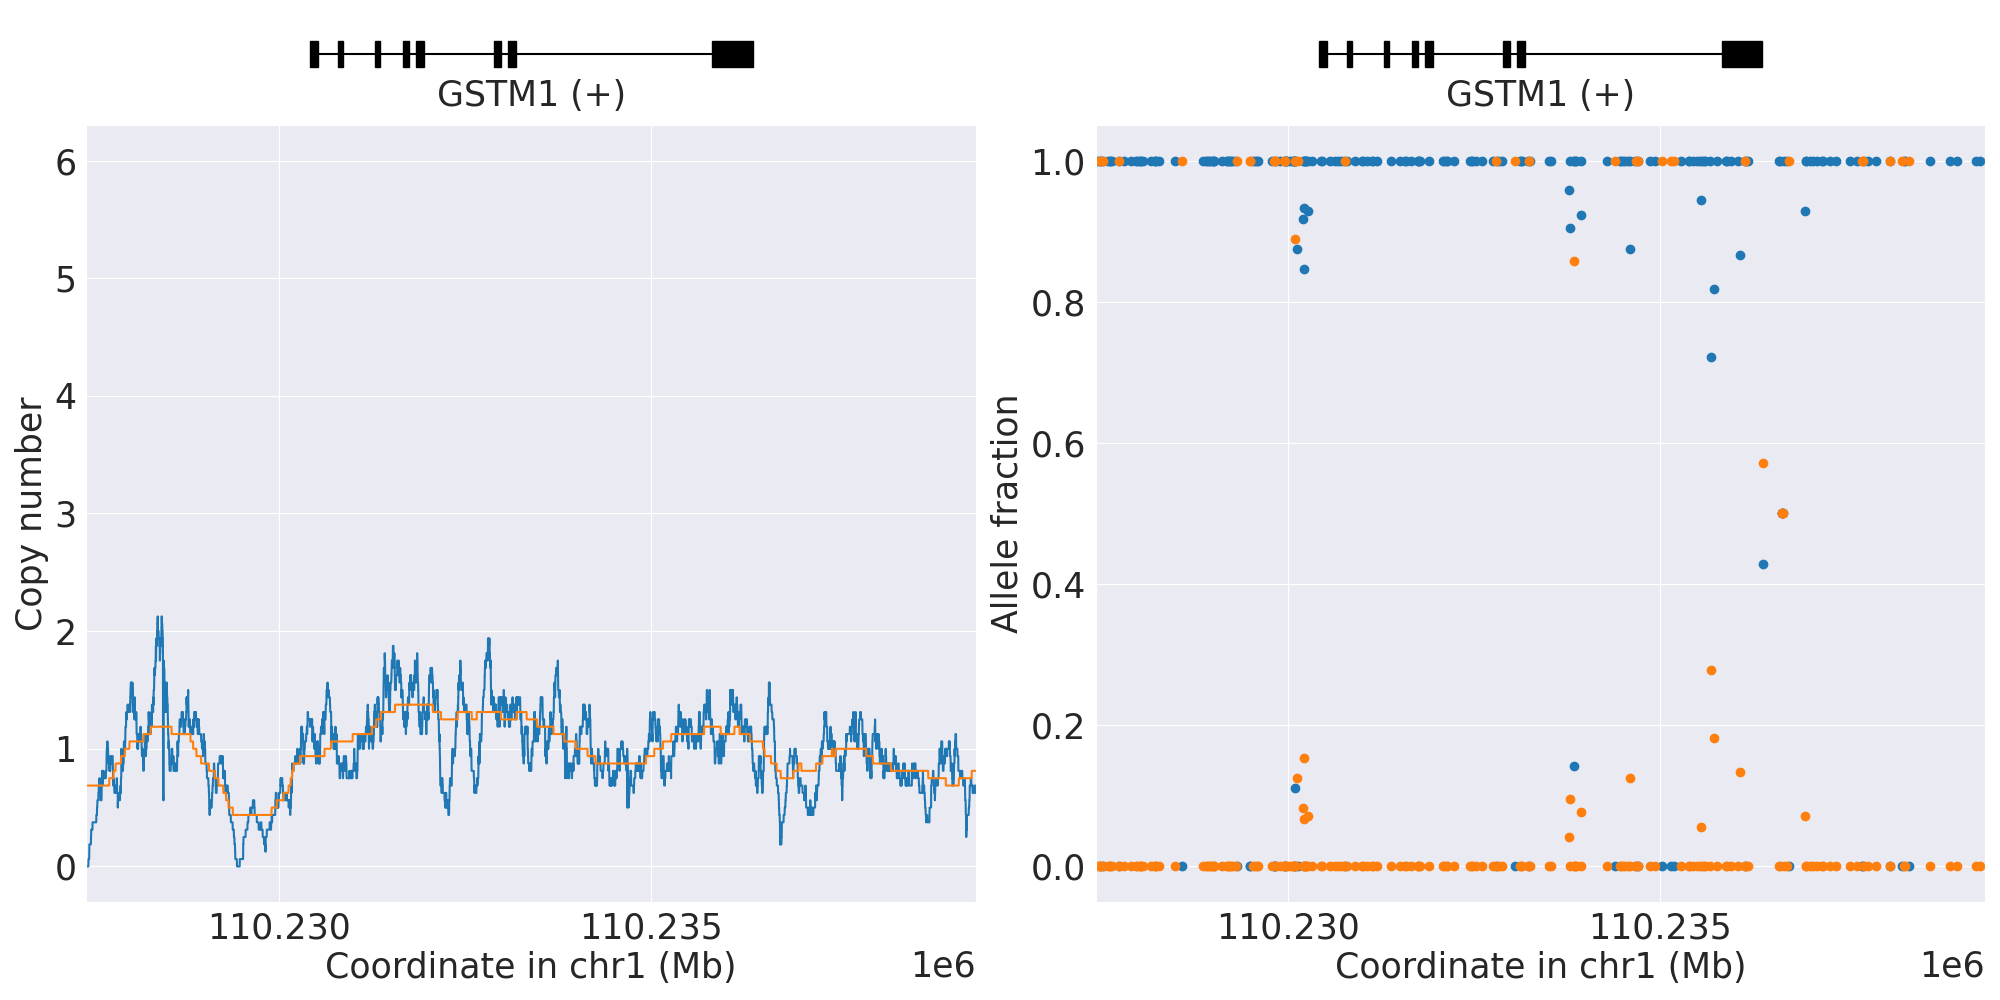 GSTM1 (+)
6
5
4
3
2
1
0
Copy number
110.230
110.235
Coordinate in chr1 (Mb)
1e6
GSTM1 (+)
1.0
0.8
0.6
0.4
0.2
0.0
Allele fraction
110.230
110.235
Coordinate in chr1 (Mb)
1e6